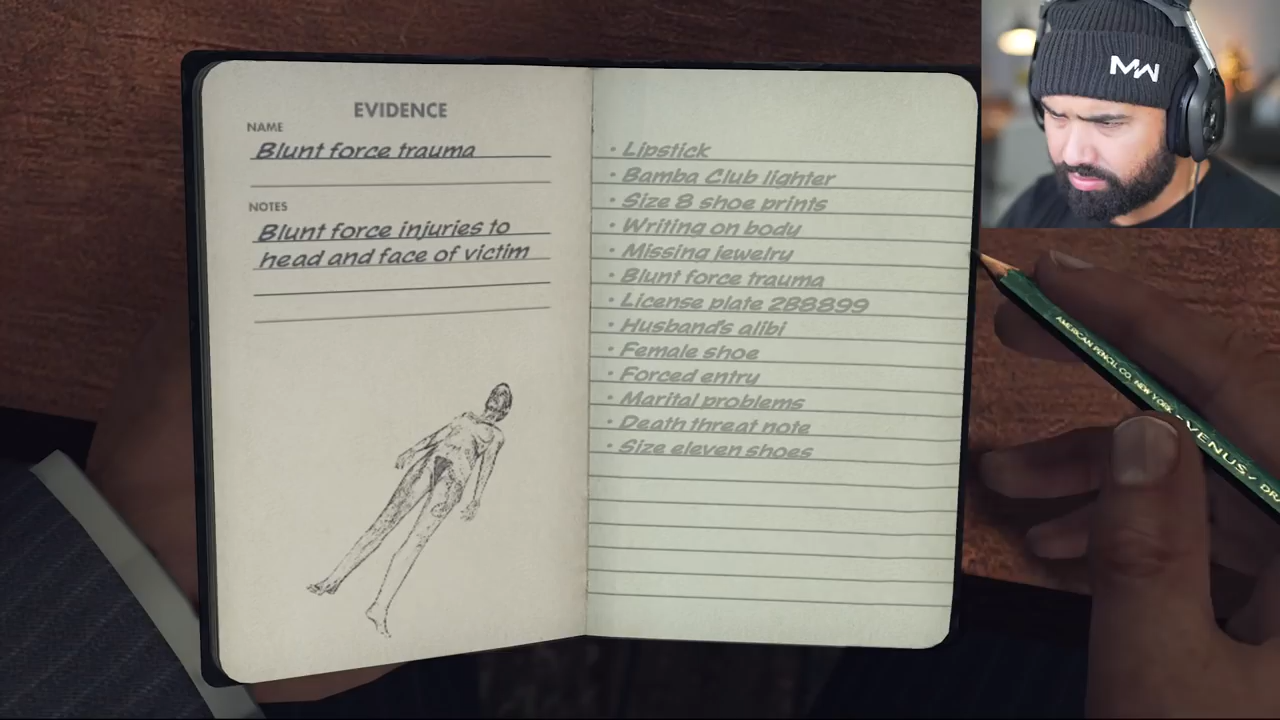 EVIDENCE
NAME
Blunt force trauma
NOTES
Blunt force injuries to
head and face of victim
• Lipstick
• Bamba Club lighter
• Size 8 shoe prints
• Writing on body
• Missing jewelry
• Blunt force trauma
• License plate 2B8899
• Husband's alibi
• Female shoe
• Forced entry
• Marital problems
• Death threat note
• Size eleven shoes
AMERICAN PENCIL CO. NEW YORK - VENUS / DRA
MW